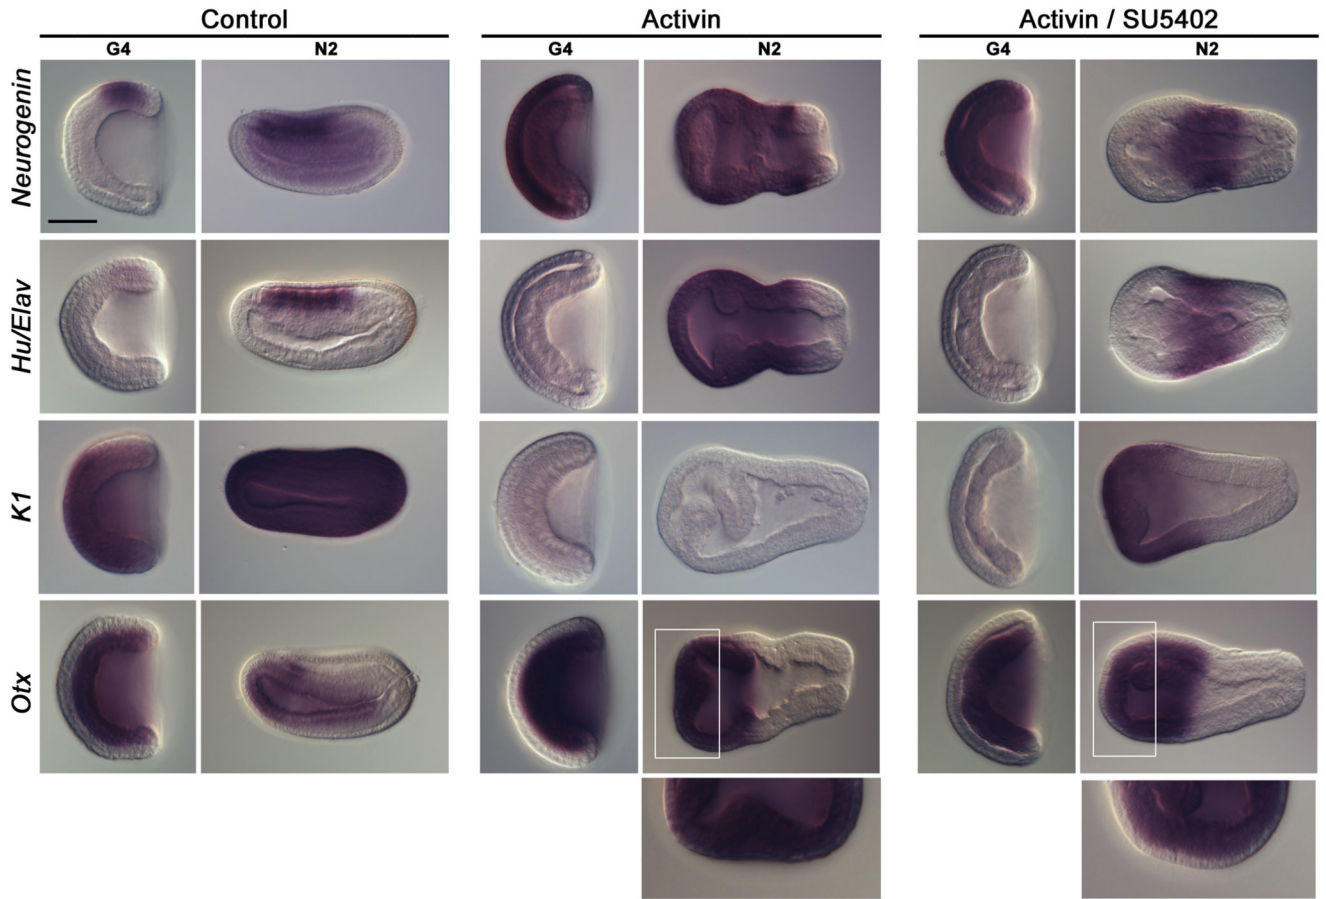 Control Activin Activin / SU5402
G4 N2 G4 N2 G4 N2
Neurogenin
Hu/Elav
K1
Otx